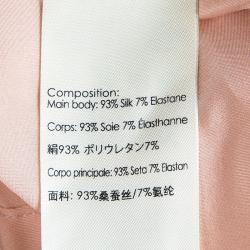 Composition:
Main body: 93% Silk 7% Elastane
Corps: 93% Soie 7% Élasthanne
絹93% ポリウレタン7%
Corpo principale: 93% Seta 7% Elastan
面料: 93%桑蚕丝/7%氨纶